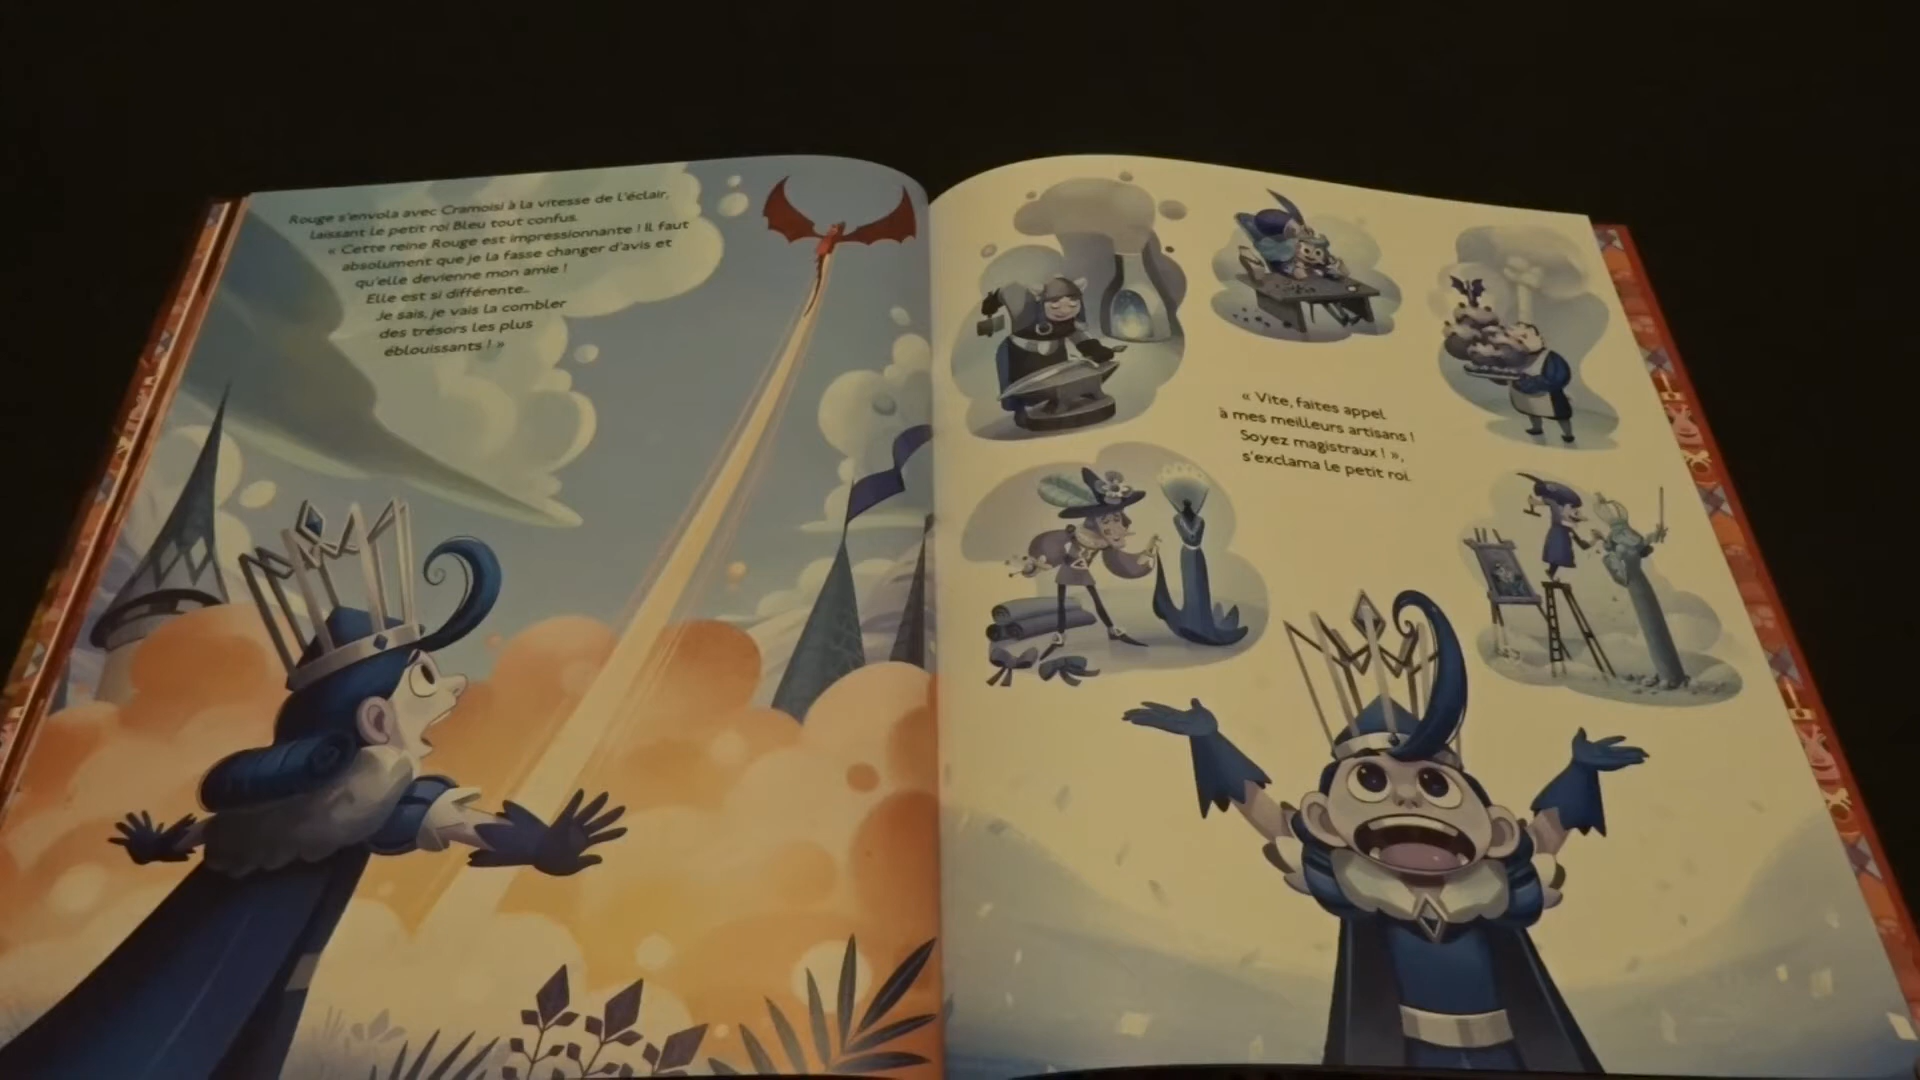 Rouge s'envola avec Cramoisi à la vitesse de l'éclair,
laissant le petit roi Bleu tout confus.
« Cette reine Rouge est impressionnante ! Il faut
absolument que je la fasse changer d'avis et
qu'elle devienne mon amie !
Elle est si différente...
Je sais, je vais la combler
des trésors les plus
éblouissants ! »
« Vite, faites appel
à mes meilleurs artisans !
Soyez magistraux ! »,
s'exclama le petit roi.